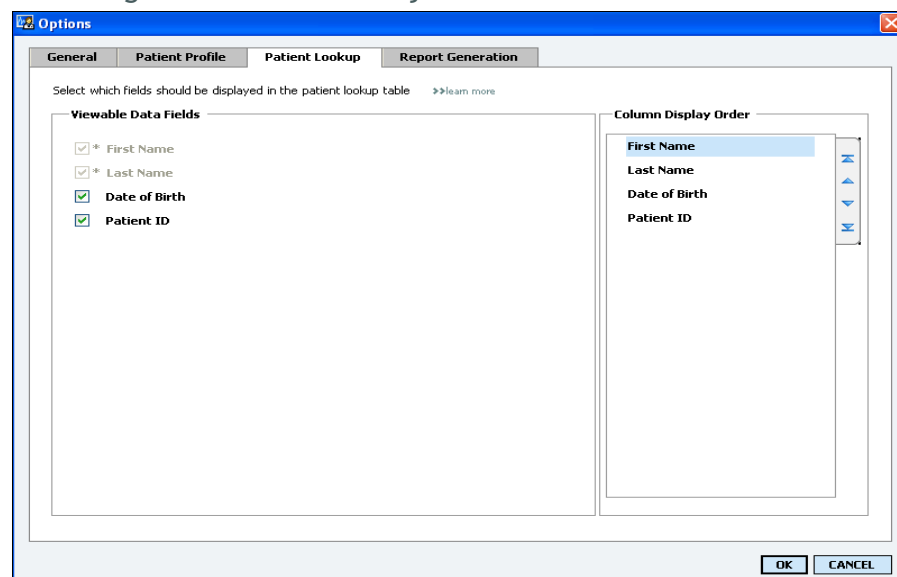 Options
General Patient Profile Patient Lookup Report Generation
Select which fields should be displayed in the patient lookup table >>learn more
Viewable Data Fields
* First Name
* Last Name
Date of Birth
Patient ID
Column Display Order
First Name
Last Name
Date of Birth
Patient ID
OK CANCEL